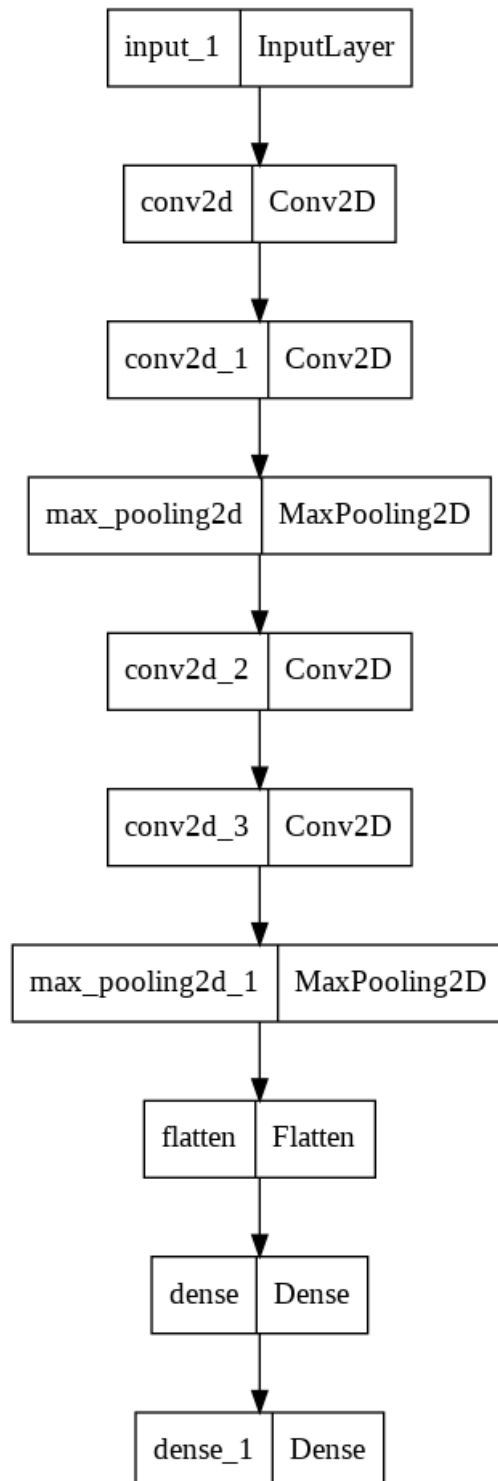 input_1 InputLayer
conv2d Conv2D
conv2d_1 Conv2D
max_pooling2d MaxPooling2D
conv2d_2 Conv2D
conv2d_3 Conv2D
max_pooling2d_1 MaxPooling2D
flatten Flatten
dense Dense
dense_1 Dense